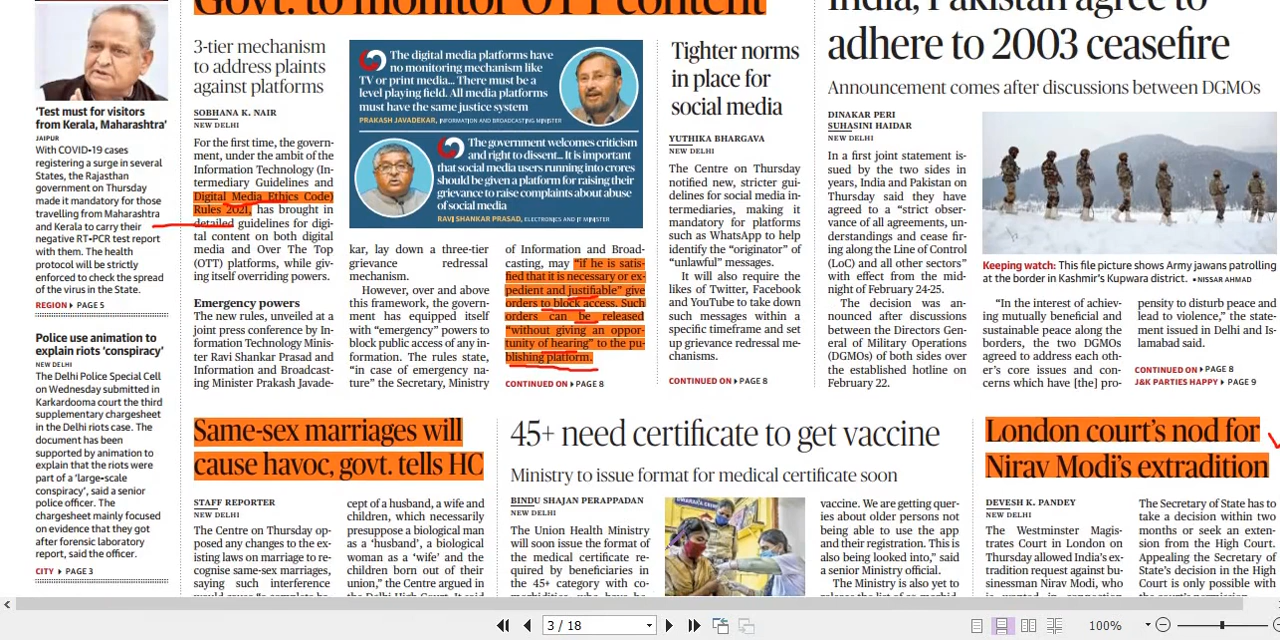 Govt. to monitor OTT content
India, Pakistan agree to
adhere to 2003 ceasefire
Announcement comes after discussions between DGMOs
'Test must for visitors
from Kerala, Maharashtra'
JAIPUR
With COVID-19 cases
registering a surge in several
States, the Rajasthan
government on Thursday
made it mandatory for those
travelling from Maharashtra
and Kerala to carry their
negative RT-PCR test report
with them. The health
protocol will be strictly
enforced to check the spread
of the virus in the State.
REGION PAGE 5
Police use animation to
explain riots 'conspiracy'
NEW DELHI
The Delhi Police Special Cell
on Wednesday submitted in
Karkardooma court the third
supplementary chargesheet
in the Delhi riots case. The
document has been
supported by animation to
explain that the riots were
part of a 'large-scale
conspiracy', said a senior
police officer. The
chargesheet mainly focused
on evidence that they got
after forensic laboratory
report, said the officer.
CITY PAGE 3
3-tier mechanism
to address plaints
against platforms
SOBHANA K. NAIR
NEW DELHI
For the first time, the govern-
ment, under the ambit of the
Information Technology (In-
termediary Guidelines and
Digital Media Ethics Code)
Rules 2021, has brought in
detailed guidelines for digi-
tal content on both digital
media and Over The Top
(OTT) platforms, while giv-
ing itself overriding powers.
Emergency powers
The new rules, unveiled at a
joint press conference by In-
formation Technology Minis-
ter Ravi Shankar Prasad and
Information and Broadcast-
ing Minister Prakash Javade-
The digital media platforms have
no monitoring mechanism like
TV or print media... There must be a
level playing field. All media platforms
must have the same justice system
PRAKASH JAVADEKAR, INFORMATION AND BROADCASTING MINISTER
The government welcomes criticism
and right to dissent... It is important
that social media users running into crores
should be given a platform for raising their
grievance to raise complaints about abuse
of social media
RAVI SHANKAR PRASAD, ELECTRONICS AND IT MINISTER
kar, lay down a three-tier
grievance redressal
mechanism.
However, over and above
this framework, the govern-
ment has equipped itself
with "emergency" powers to
block public access of any in-
formation. The rules state,
"in case of emergency na-
ture" the Secretary, Ministry
of Information and Broad-
casting, may "if he is satis-
fied that it is necessary or ex-
pedient and justifiable" give
orders to block access. Such
orders can be released
"without giving an oppor-
tunity of hearing" to the pu-
blishing platform.
CONTINUED ON PAGE 8
Tighter norms
in place for
social media
YUTHIKA BHARGAVA
NEW DELHI
The Centre on Thursday
notified new, stricter gui-
delines for social media in-
termediaries, making it
mandatory for platforms
such as WhatsApp to help
identify the "originator" of
"unlawful" messages.
It will also require the
likes of Twitter, Facebook
and YouTube to take down
such messages within a
specific timeframe and set
up grievance redressal me-
chanisms.
CONTINUED ON PAGE 8
DINAKAR PERI
SUHASINI HAIDAR
NEW DELHI
In a first joint statement is-
sued by the two sides in
years, India and Pakistan on
Thursday said they have
agreed to a "strict obser-
vance of all agreements, un-
derstandings and cease fir-
ing along the Line of Control
(LoC) and all other sectors"
with effect from the mid-
night of February 24-25.
The decision was an-
nounced after discussions
between the Directors Gen-
eral of Military Operations
(DGMOs) of both sides over
the established hotline on
February 22.
Keeping watch: This file picture shows Army jawans patrolling
at the border in Kashmir's Kupwara district. NISSAR AHMAD
"In the interest of achiev-
ing mutually beneficial and
sustainable peace along the
borders, the two DGMOs
agreed to address each oth-
er's core issues and con-
cerns which have [the] pro-
pensity to disturb peace and
lead to violence," the state-
ment issued in Delhi and Is-
lamabad said.
CONTINUED ON PAGE 8
J&K PARTIES HAPPY PAGE 9
Same-sex marriages will
cause havoc, govt. tells HC
STAFF REPORTER
NEW DELHI
The Centre on Thursday op-
posed any changes to the ex-
isting laws on marriage to re-
cognise same-sex marriages,
saying such interference
cept of a husband, a wife and
children, which necessarily
presuppose a biological man
as a 'husband', a biological
woman as a 'wife' and the
children born out of their
union," the Centre argued in
the Delhi High Court. It said
45+ need certificate to get vaccine
Ministry to issue format for medical certificate soon
BINDU SHAJAN PERAPPADAN
NEW DELHI
The Union Health Ministry
will soon issue the format of
the medical certificate re-
quired by beneficiaries in
the 45+ category with co-
vaccine. We are getting quer-
ies about older persons not
being able to use the app
and their registration. This is
also being looked into," said
a senior Ministry official.
The Ministry is also yet to
London court's nod for
Nirav Modi's extradition
DEVESH K. PANDEY
NEW DELHI
The Westminster Magis-
trates Court in London on
Thursday allowed India's ex-
tradition request against bu-
sinessman Nirav Modi, who
The Secretary of State has to
take a decision within two
months or seek an exten-
sion from the High Court.
Appealing the Secretary of
State's decision in the High
Court is only possible with
3 / 18
100%